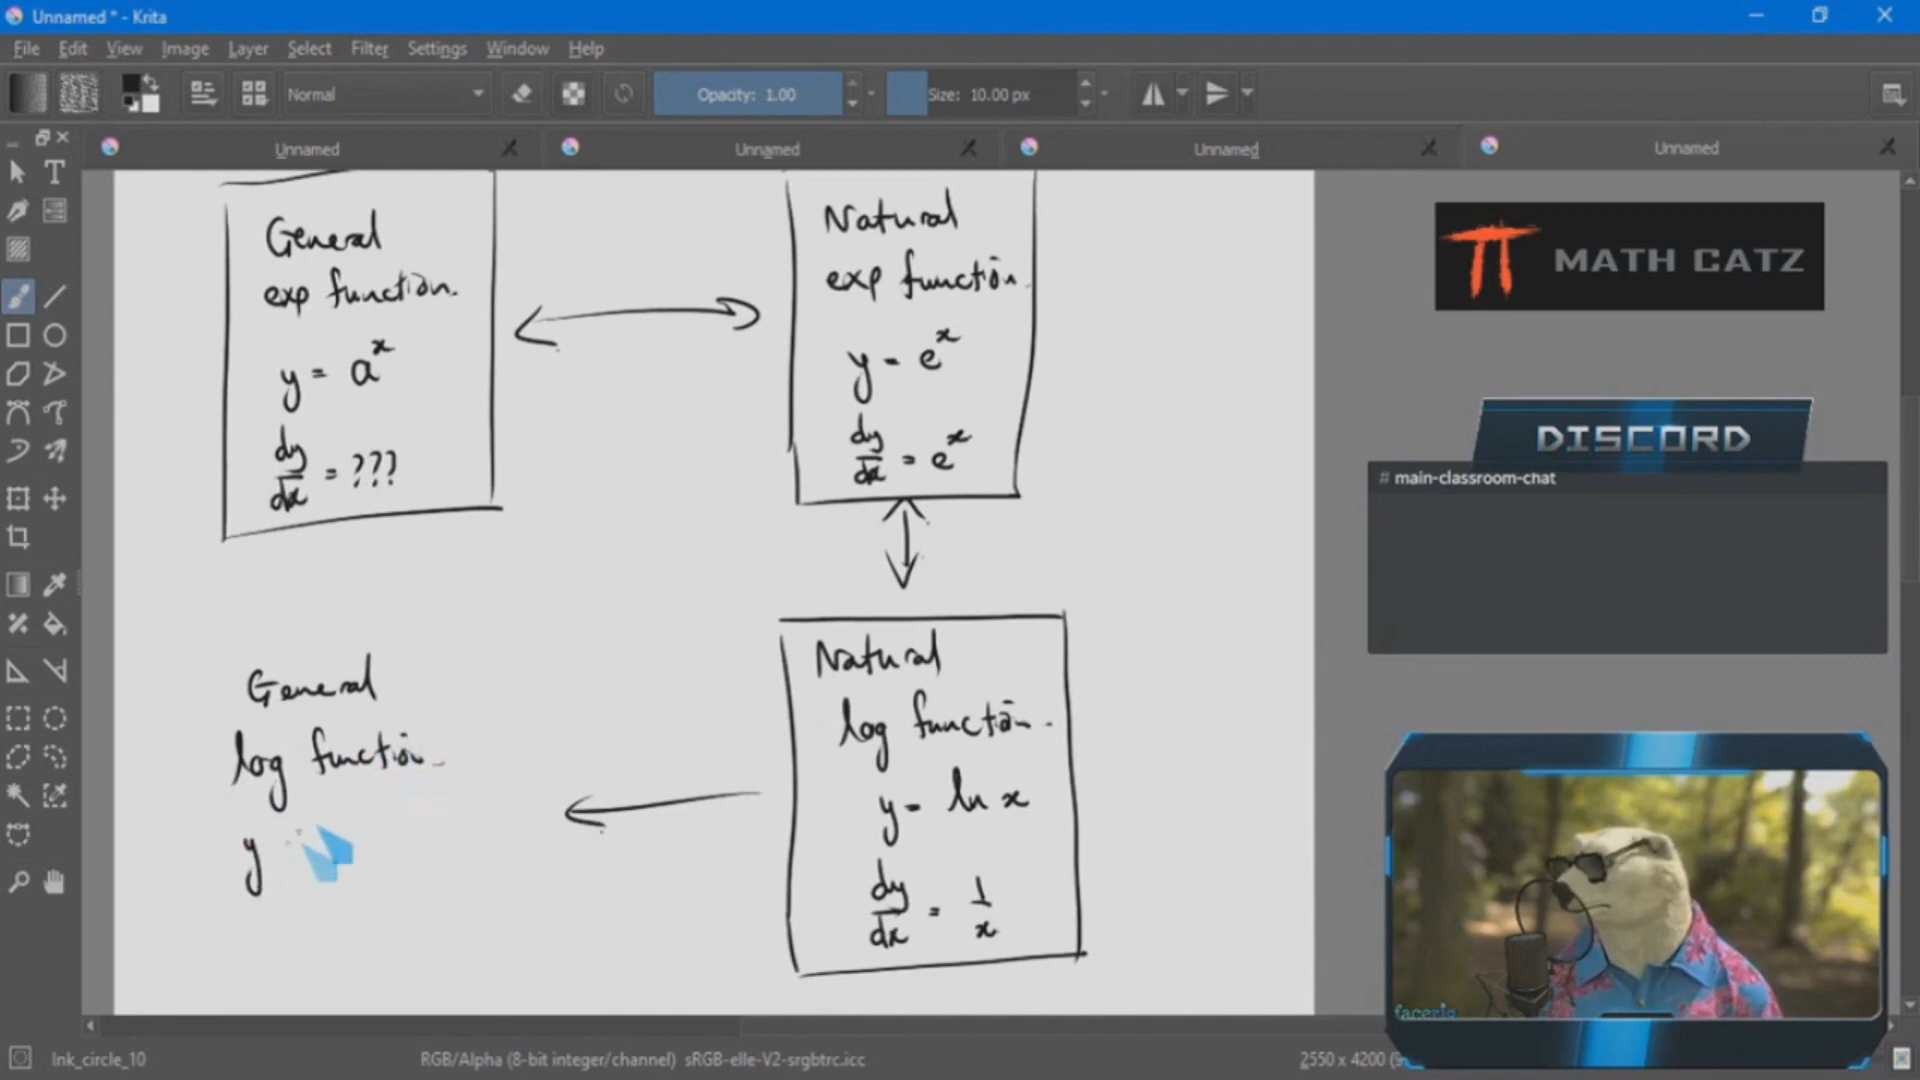 Unnamed * - Krita
File Edit View Image Layer Select Filter Settings Window Help
Normal
Opacity: 1.00
Size: 10.00 px
Unnamed
Unnamed
Unnamed
Unnamed
General
exp function.
y = a^x
dy/dx = ???
Natural
exp function.
y = e^x
dy/dx = e^x
General
log function.
y
Natural
log function.
y = ln x
dy/dx = 1/x
MATH CATZ
DISCORD
# main-classroom-chat
facerig
Ink_circle_10
RGB/Alpha (8-bit integer/channel) sRGB-elle-V2-srgbtrc.icc
2550 x 4200